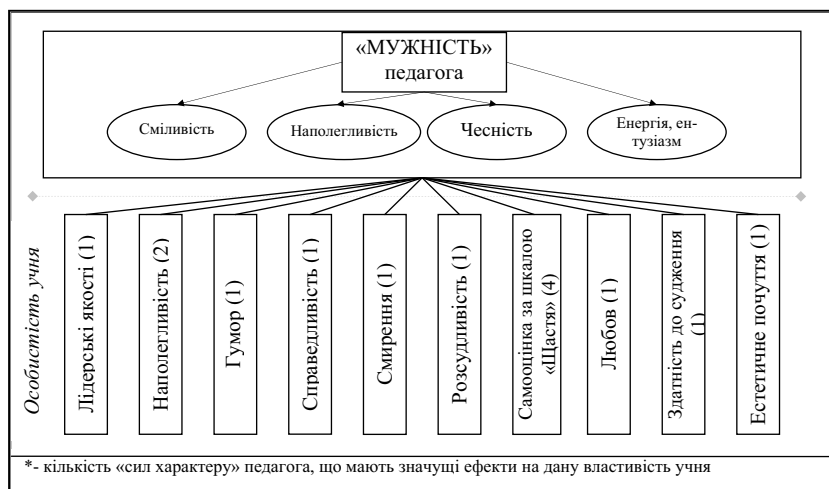 «МУЖНІСТЬ»
педагога
Сміливість
Наполегливість
Чесність
Енергія, ен-
тузіазм
Особистість учня
Лідерські якості (1)
Наполегливість (2)
Гумор (1)
Справедливість (1)
Смирення (1)
Розсудливість (1)
Самооцінка за шкалою
«Щастя» (4)
Любов (1)
Здатність до судження
(1)
Естетичне почуття (1)
*- кількість «сил характеру» педагога, що мають значущі ефекти на дану властивість учня